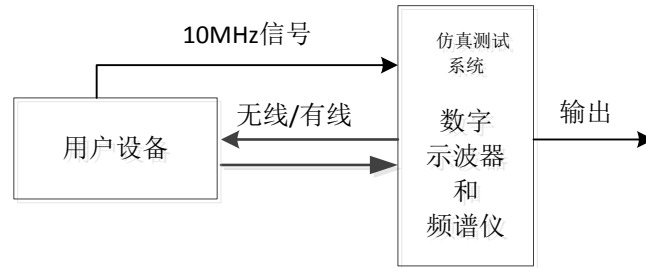 10MHz信号
仿真测试
系统
无线/有线
用户设备
数字
示波器
和
频谱仪
输出